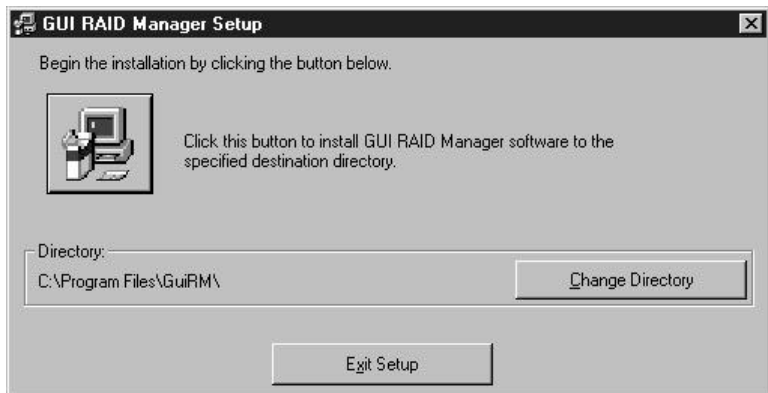 GUI RAID Manager Setup
Begin the installation by clicking the button below.
Click this button to install GUI RAID Manager software to the
specified destination directory.
Directory:
C:\Program Files\GuiRM\
Change Directory
Exit Setup